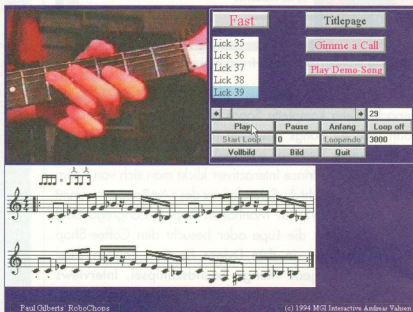 Fast
Titlepage
Lick 35
Lick 36
Lick 37
Lick 38
Lick 39
Gimme a Call
Play Demo-Song
29
Play
Pause
Anfang
Loop off
Start Loop
0
Loopende
3000
Vollbild
Bild
Quit
Paul Gilberts' RoboChops
(c) 1994 MGI Interactive Andreas Vahsen